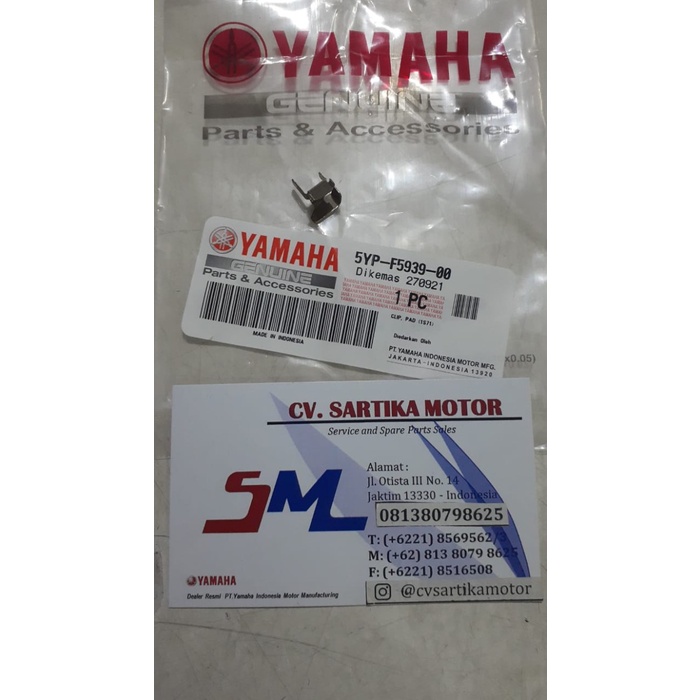 YAMAHA
GENUINE
Parts & Accessories
YAMAHA
GENUINE
Parts & Accessories
MADE IN INDONESIA
5YP-F5939-00
Dikemas 270921
1 PC
CLIP, PAD (1S71)
Diedarkan Oleh
PT. YAMAHA INDONESIA MOTOR MFG.
JAKARTA - INDONESIA 13920
x0,05)
CV. SARTIKA MOTOR
Service and Spare Parts Sales
SML
Alamat :
Jl. Otista III No. 14
Jaktim 13330 - Indonesia
081380798625
T: (+6221) 8569562/3
M: (+62) 813 8079 8625
F: (+6221) 8516508
@cvsartikamotor
YAMAHA
Dealer Resmi PT.Yamaha Indonesia Motor Manufacturing